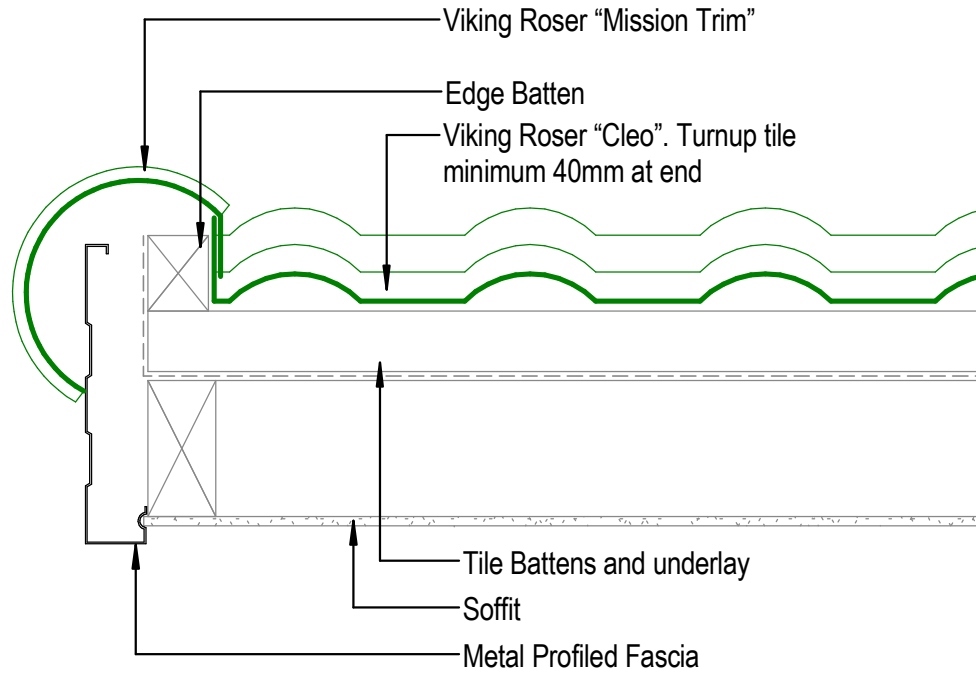 Viking Roser “Mission Trim”
Edge Batten
Viking Roser “Cleo”. Turnup tile
minimum 40mm at end
Tile Battens and underlay
Soffit
Metal Profiled Fascia